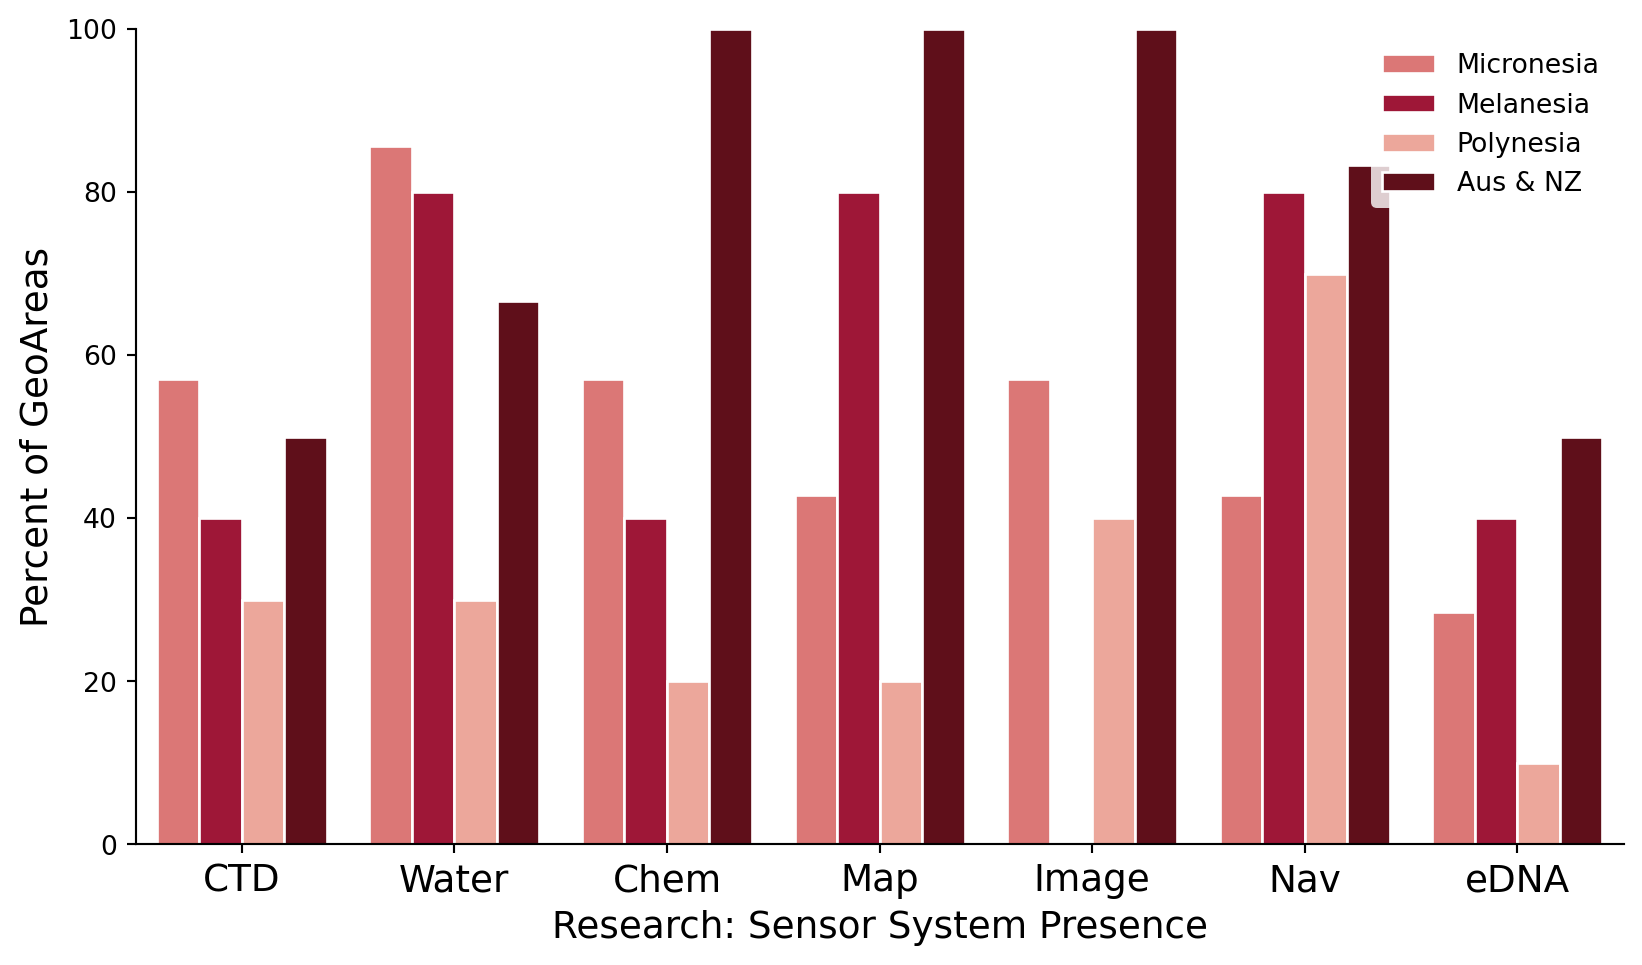 100
80
60
40
20
0
Percent of GeoAreas
Micronesia
Melanesia
Polynesia
Aus & NZ
CTD Water Chem Map Image Nav eDNA
Research: Sensor System Presence